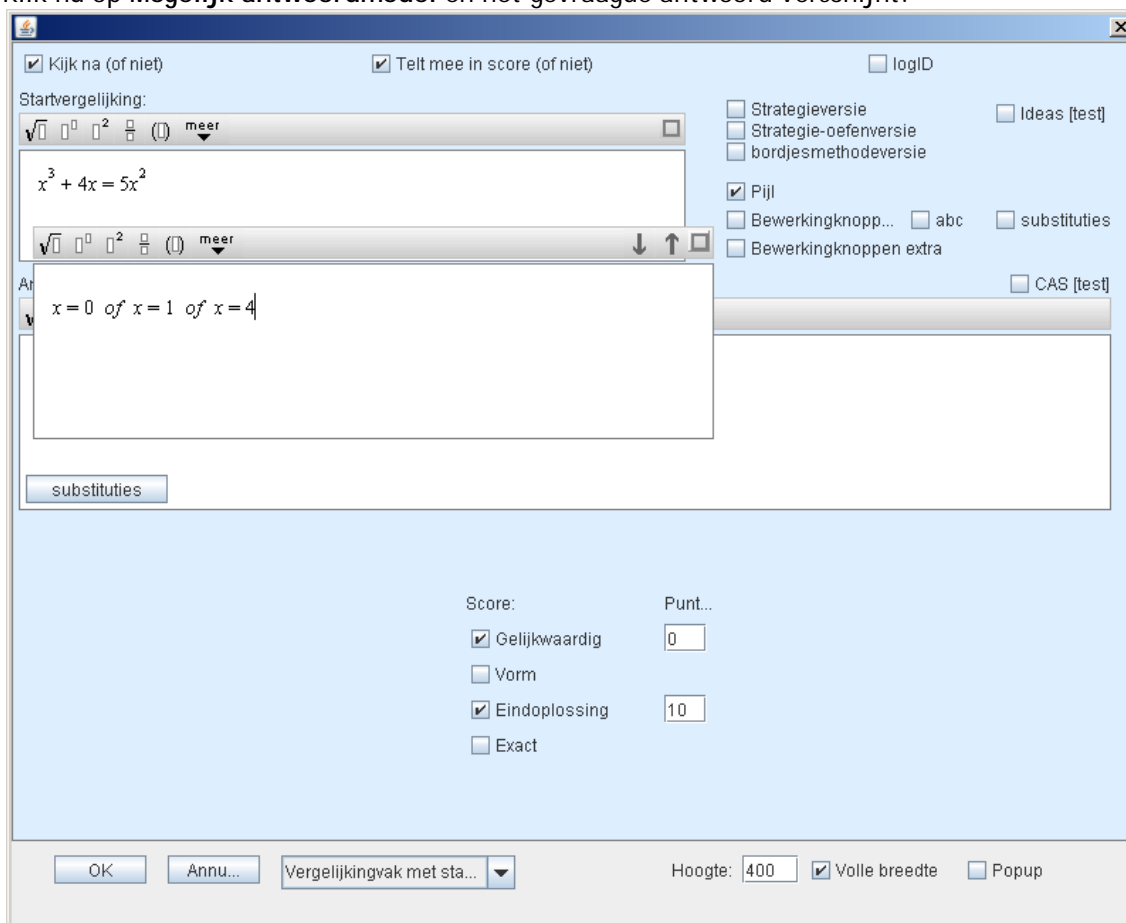 Klik nu op Mogelijk antwoordmodel en het gevraagde antwoord verschijnt:
Kijk na (of niet) Telt mee in score (of niet) logID
Startvergelijking:
Strategieversie Ideas [test]
Strategie-oefenversie
bordjesmethodeversie
meer
x³ + 4x = 5x²
Pijl
Bewerkingknopp... abc substituties
Bewerkingknoppen extra
meer
CAS [test]
x = 0 of x = 1 of x = 4
substituties
Score: Punt...
Gelijkwaardig 0
Vorm
Eindoplossing 10
Exact
OK Annu... Vergelijkingvak met sta... Hoogte: 400 Volle breedte Popup